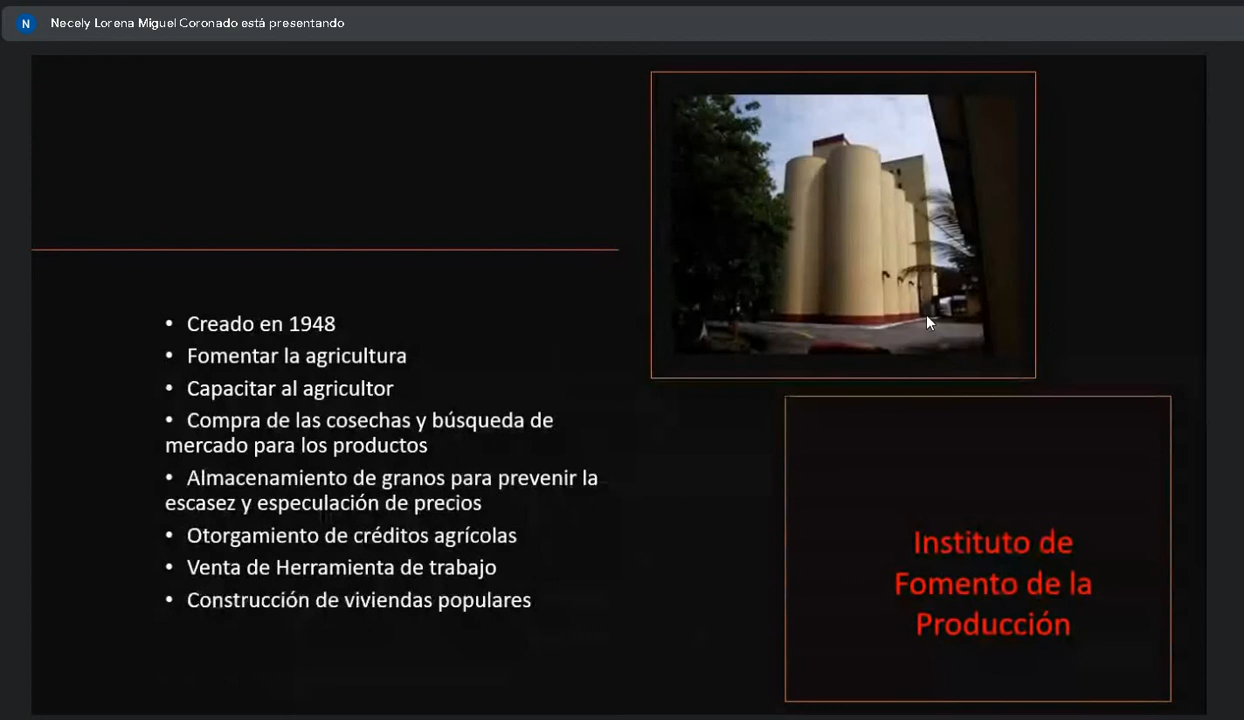 N Necely Lorena Miguel Coronado está presentando
• Creado en 1948
• Fomentar la agricultura
• Capacitar al agricultor
• Compra de las cosechas y búsqueda de
mercado para los productos
• Almacenamiento de granos para prevenir la
escasez y especulación de precios
• Otorgamiento de créditos agrícolas
• Venta de Herramienta de trabajo
• Construcción de viviendas populares
Instituto de
Fomento de la
Producción